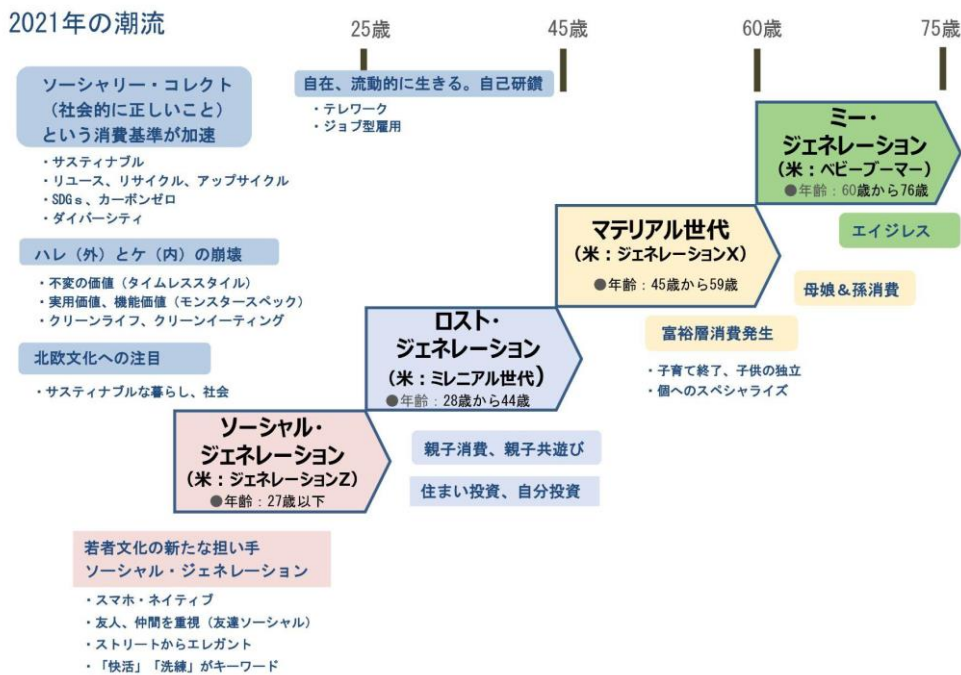 2021年の潮流
25歳
45歳
60歳
75歳
ソーシャリー・コレクト
（社会的に正しいこと）
という消費基準が加速
・サスティナブル
・リユース、リサイクル、アップサイクル
・SDGs、カーボンゼロ
・ダイバーシティ
自在、流動的に生きる。自己研鑽
・テレワーク
・ジョブ型雇用
ハレ（外）とケ（内）の崩壊
・不変の価値（タイムレススタイル）
・実用価値、機能価値（モンスタースペック）
・クリーンライフ、クリーンイーティング
北欧文化への注目
・サスティナブルな暮らし、社会
ミー・
ジェネレーション
（米：ベビーブーマー）
●年齢：60歳から76歳
エイジレス
マテリアル世代
（米：ジェネレーションX）
●年齢：45歳から59歳
母娘＆孫消費
富裕層消費発生
・子育て終了、子供の独立
・個へのスペシャライズ
ロスト・
ジェネレーション
（米：ミレニアル世代）
●年齢：28歳から44歳
親子消費、親子共遊び
住まい投資、自分投資
ソーシャル・
ジェネレーション
（米：ジェネレーションZ）
●年齢：27歳以下
若者文化の新たな担い手
ソーシャル・ジェネレーション
・スマホ・ネイティブ
・友人、仲間を重視（友達ソーシャル）
・ストリートからエレガント
・「快活」「洗練」がキーワード